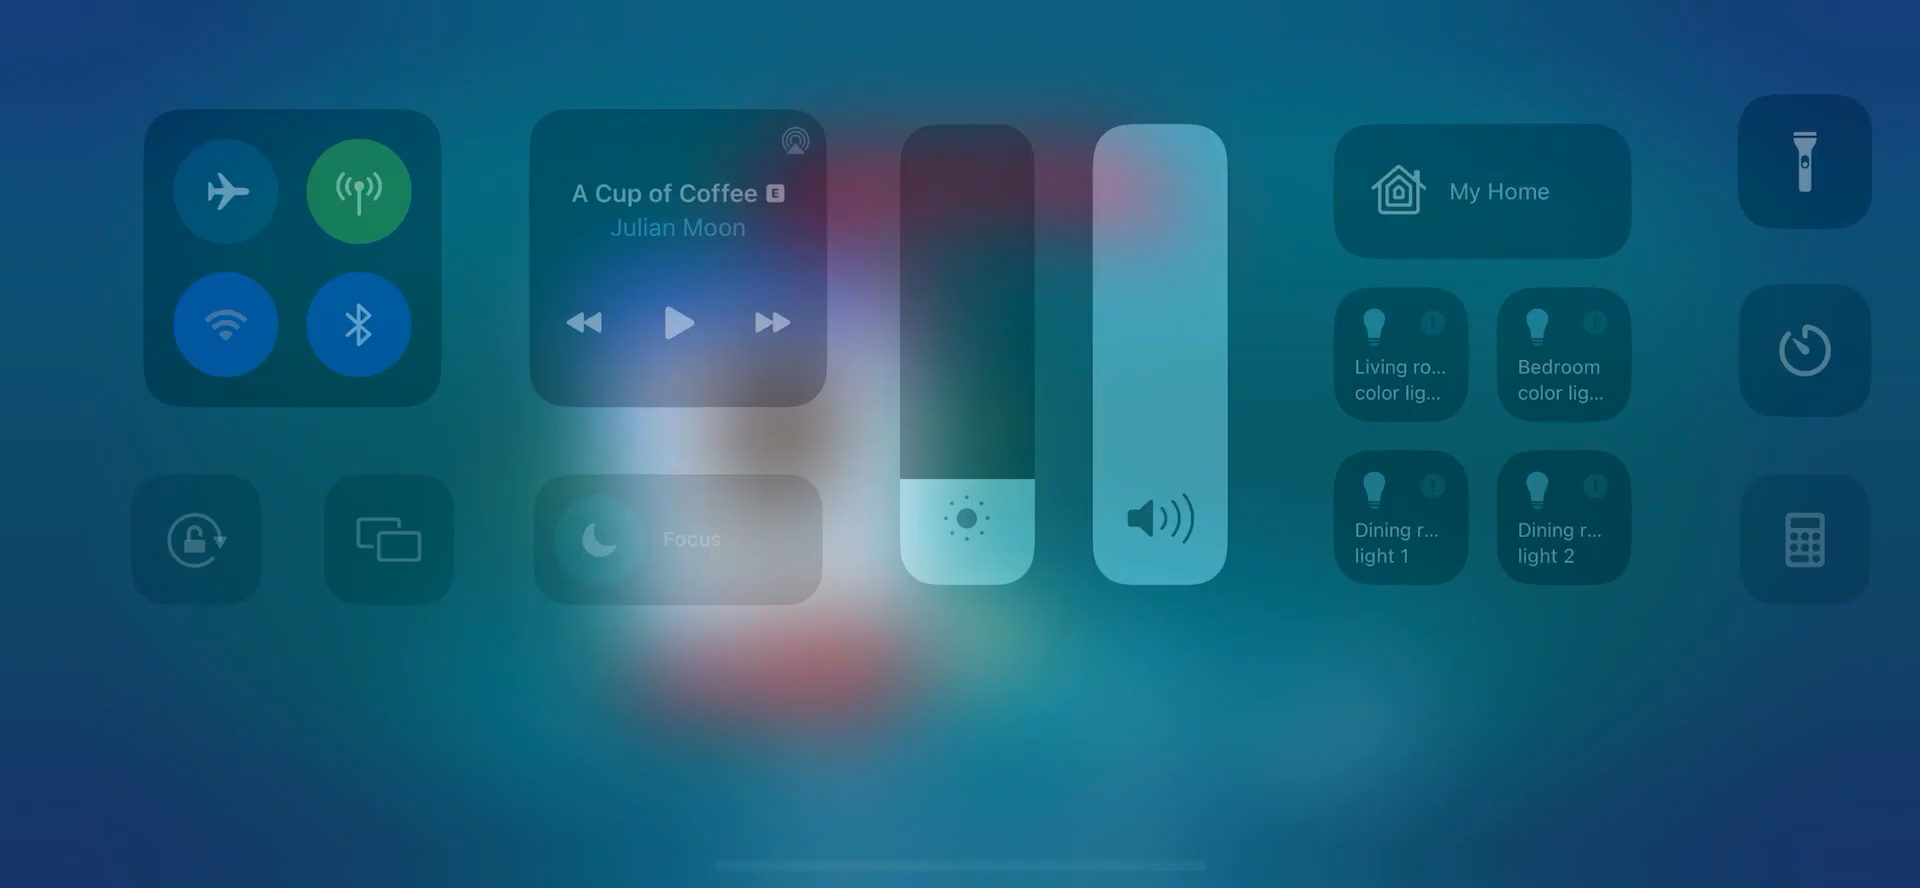 A Cup of Coffee E
Julian Moon
Focus
My Home
Living ro...
color lig...
Bedroom
color lig...
Dining r...
light 1
Dining r...
light 2